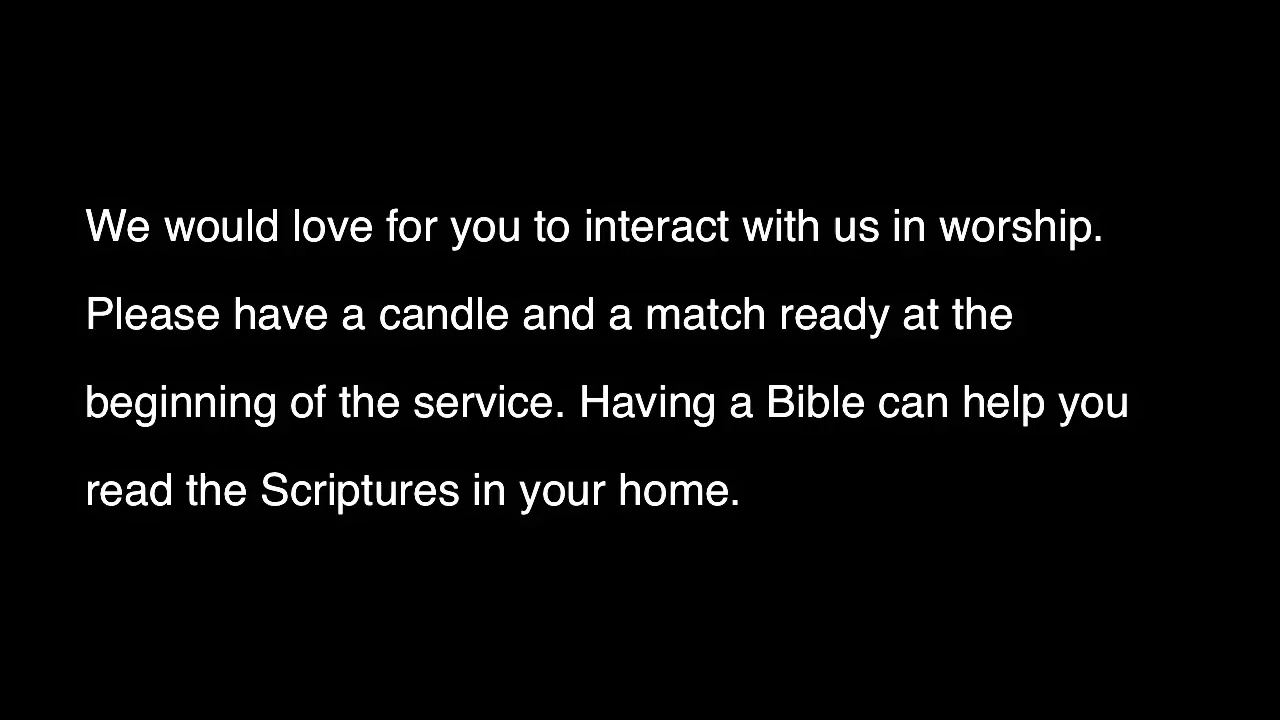 We would love for you to interact with us in worship.
Please have a candle and a match ready at the
beginning of the service. Having a Bible can help you
read the Scriptures in your home.